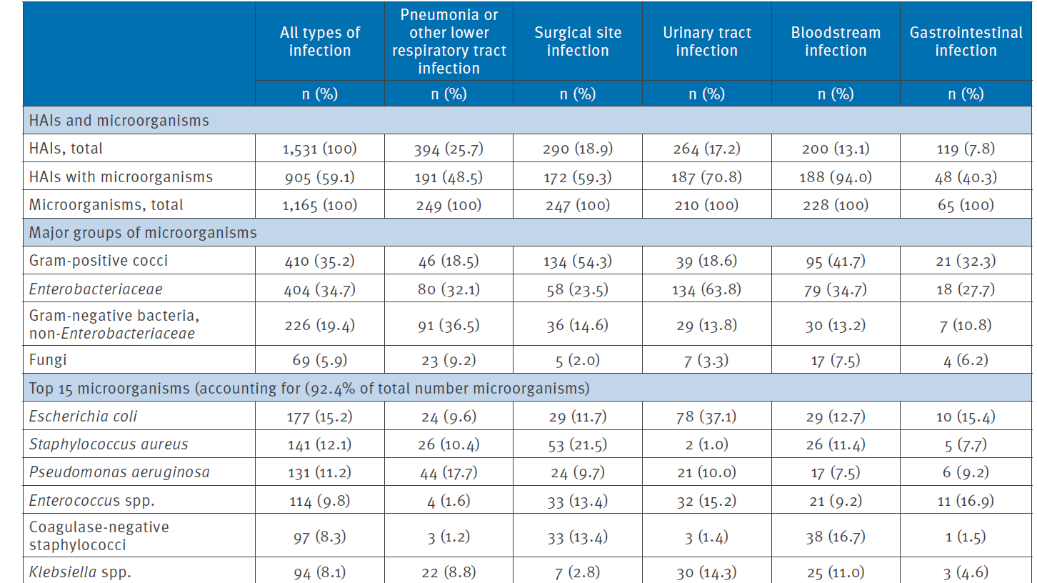 All types of infection Pneumonia or other lower respiratory tract infection Surgical site infection Urinary tract infection Bloodstream infection Gastrointestinal infection
n (%) n (%) n (%) n (%) n (%) n (%)
HAIs and microorganisms
HAIs, total 1,531 (100) 394 (25.7) 290 (18.9) 264 (17.2) 200 (13.1) 119 (7.8)
HAIs with microorganisms 905 (59.1) 191 (48.5) 172 (59.3) 187 (70.8) 188 (94.0) 48 (40.3)
Microorganisms, total 1,165 (100) 249 (100) 247 (100) 210 (100) 228 (100) 65 (100)
Major groups of microorganisms
Gram-positive cocci 410 (35.2) 46 (18.5) 134 (54.3) 39 (18.6) 95 (41.7) 21 (32.3)
Enterobacteriaceae 404 (34.7) 80 (32.1) 58 (23.5) 134 (63.8) 79 (34.7) 18 (27.7)
Gram-negative bacteria, non-Enterobacteriaceae 226 (19.4) 91 (36.5) 36 (14.6) 29 (13.8) 30 (13.2) 7 (10.8)
Fungi 69 (5.9) 23 (9.2) 5 (2.0) 7 (3.3) 17 (7.5) 4 (6.2)
Top 15 microorganisms (accounting for (92.4% of total number microorganisms)
Escherichia coli 177 (15.2) 24 (9.6) 29 (11.7) 78 (37.1) 29 (12.7) 10 (15.4)
Staphylococcus aureus 141 (12.1) 26 (10.4) 53 (21.5) 2 (1.0) 26 (11.4) 5 (7.7)
Pseudomonas aeruginosa 131 (11.2) 44 (17.7) 24 (9.7) 21 (10.0) 17 (7.5) 6 (9.2)
Enterococcus spp. 114 (9.8) 4 (1.6) 33 (13.4) 32 (15.2) 21 (9.2) 11 (16.9)
Coagulase-negative staphylococci 97 (8.3) 3 (1.2) 33 (13.4) 3 (1.4) 38 (16.7) 1 (1.5)
Klebsiella spp. 94 (8.1) 22 (8.8) 7 (2.8) 30 (14.3) 25 (11.0) 3 (4.6)